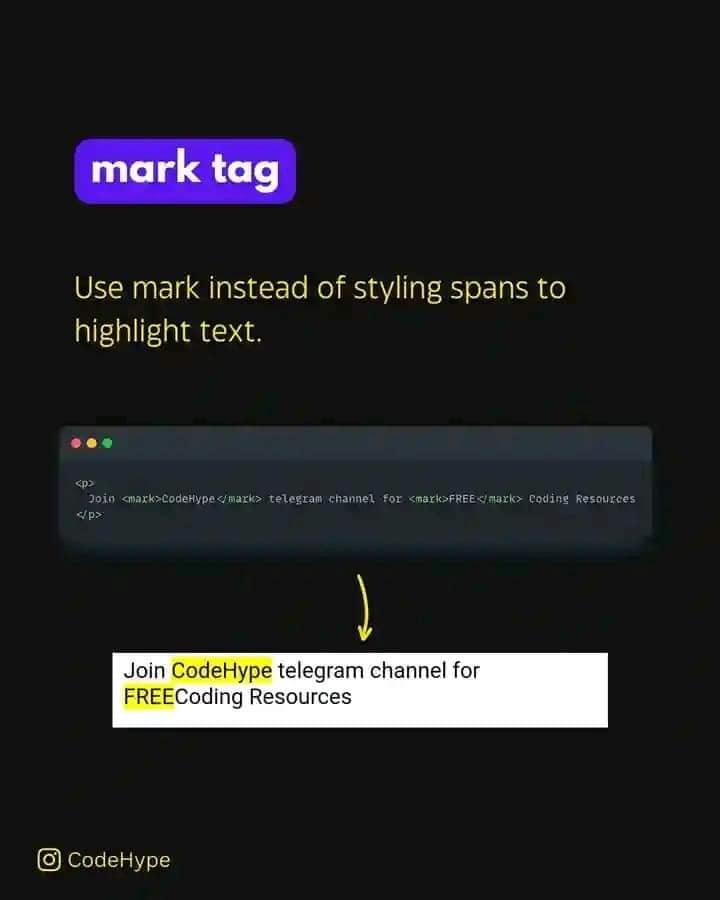 mark tag
Use mark instead of styling spans to
highlight text.
<p>
Join <mark>CodeHype</mark> telegram channel for <mark>FREE</mark> Coding Resources
</p>
Join CodeHype telegram channel for
FREECoding Resources
CodeHype